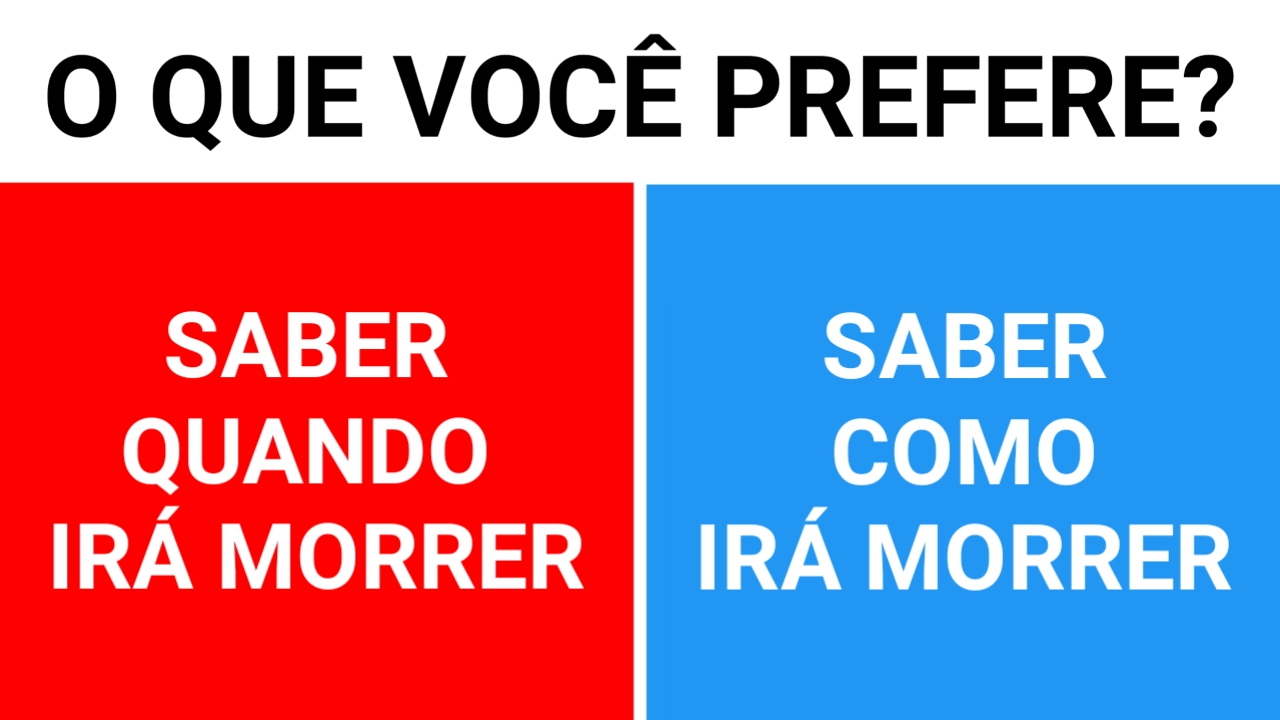 O QUE VOCÊ PREFERE?
SABER
QUANDO
IRÁ MORRER
SABER
COMO
IRÁ MORRER